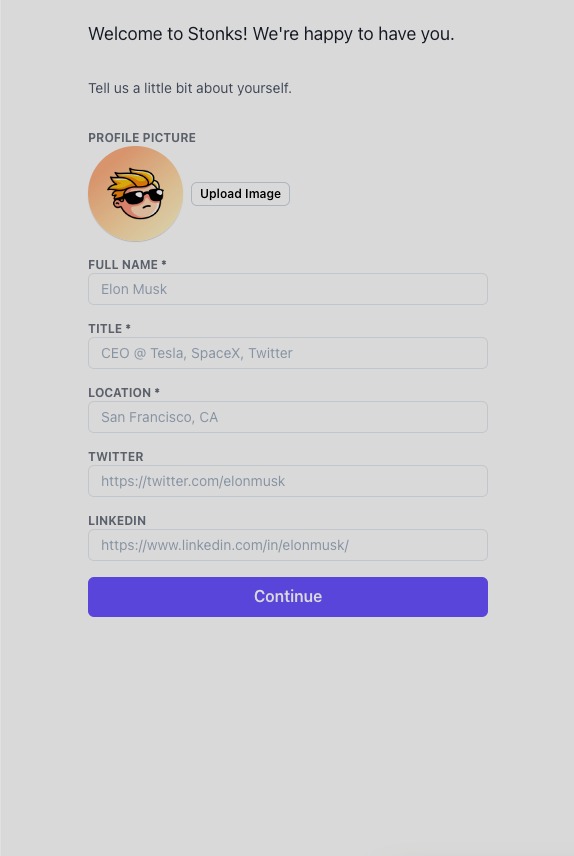 Welcome to Stonks! We're happy to have you.
Tell us a little bit about yourself.
PROFILE PICTURE
Upload Image
FULL NAME *
Elon Musk
TITLE *
CEO @ Tesla, SpaceX, Twitter
LOCATION *
San Francisco, CA
TWITTER
https://twitter.com/elonmusk
LINKEDIN
https://www.linkedin.com/in/elonmusk/
Continue